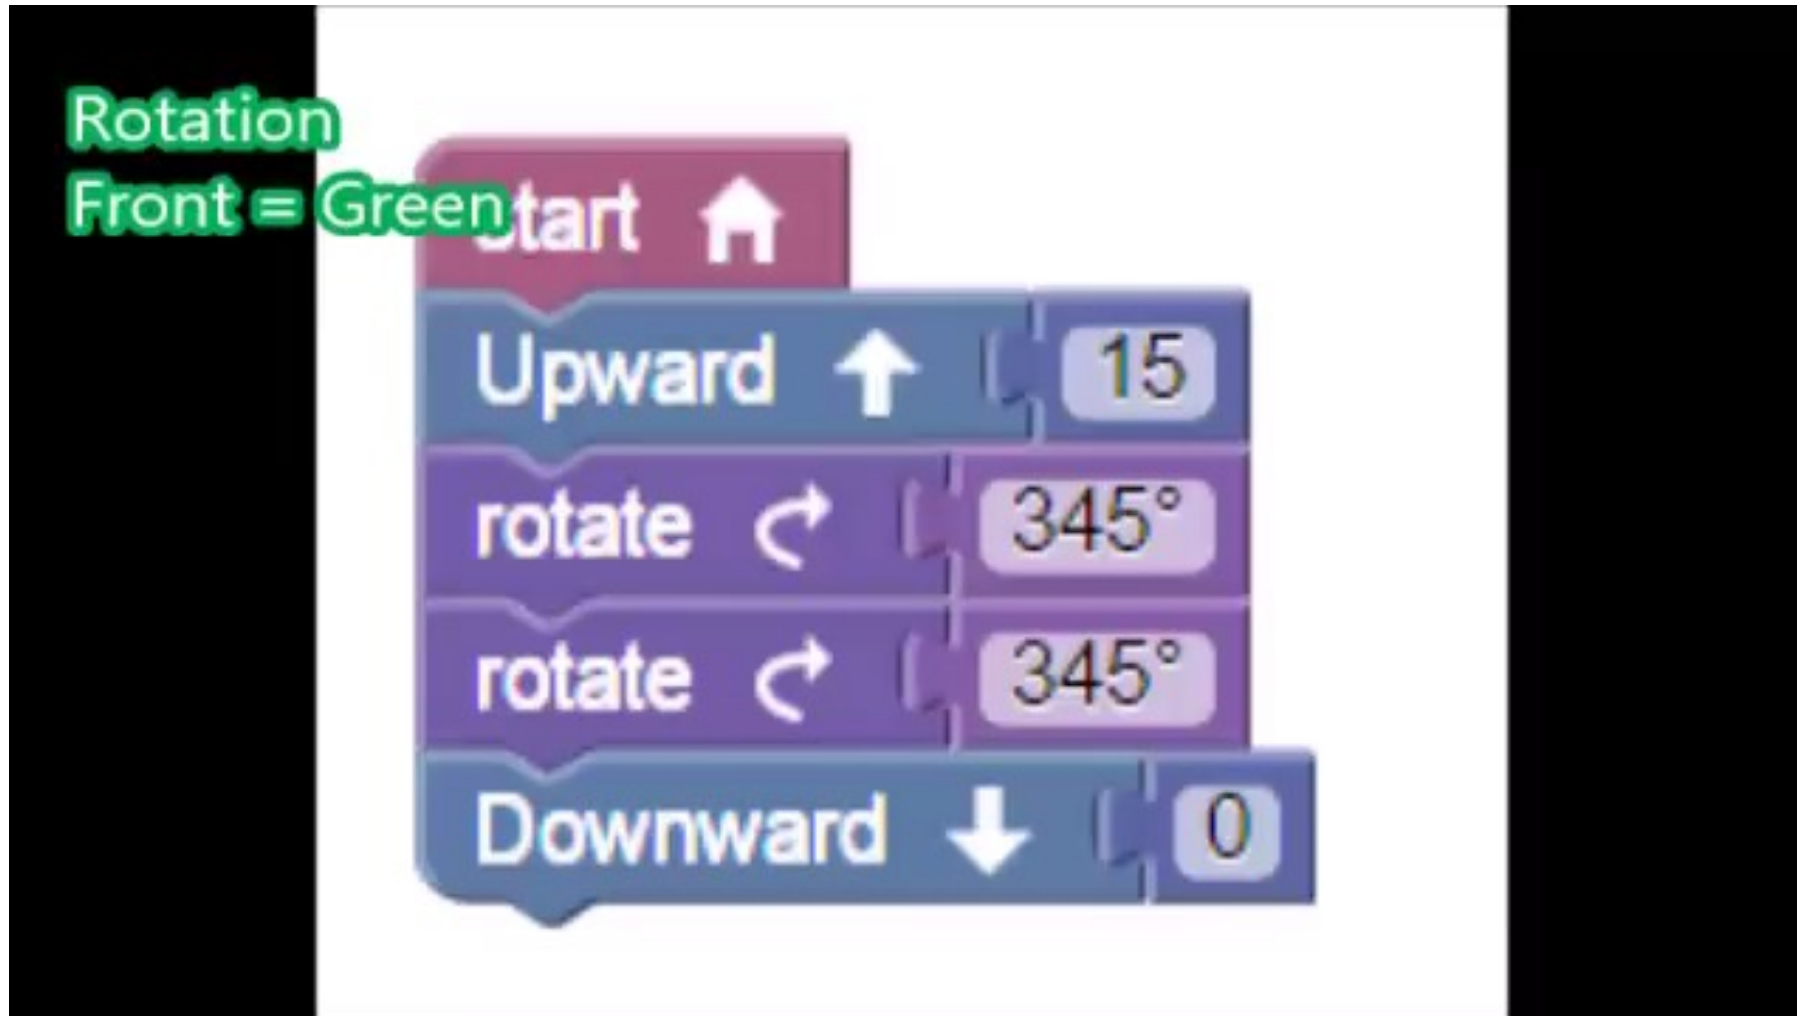 Rotation
Front = Green
start
Upward 15
rotate 345°
rotate 345°
Downward 0